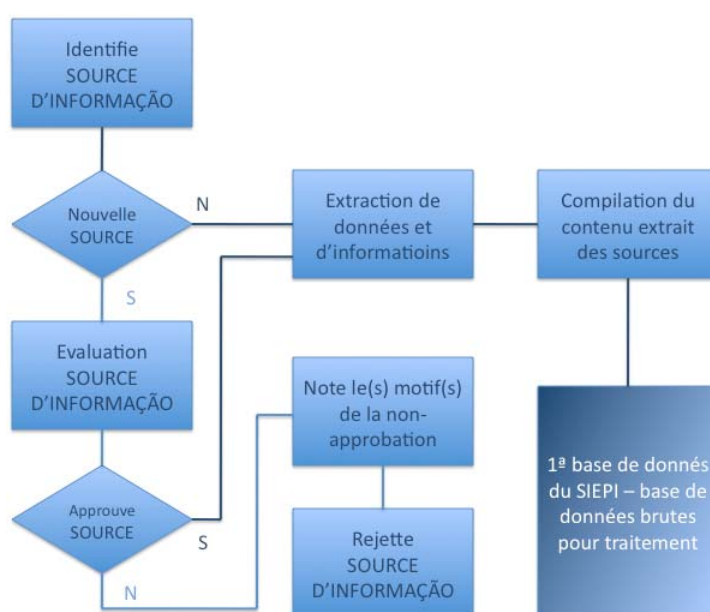 Identifie
SOURCE
D’INFORMAÇÃO
Nouvelle
SOURCE
N
S
Extraction de
données et
d’informatioins
Compilation du
contenu extrait
des sources
Evaluation
SOURCE
D’INFORMAÇÃO
Note le(s) motif(s)
de la non-
approbation
Approuve
SOURCE
S
N
Rejette
SOURCE
D’INFORMAÇÃO
1ª base de donnés
du SIEPI – base de
données brutes
pour traitement